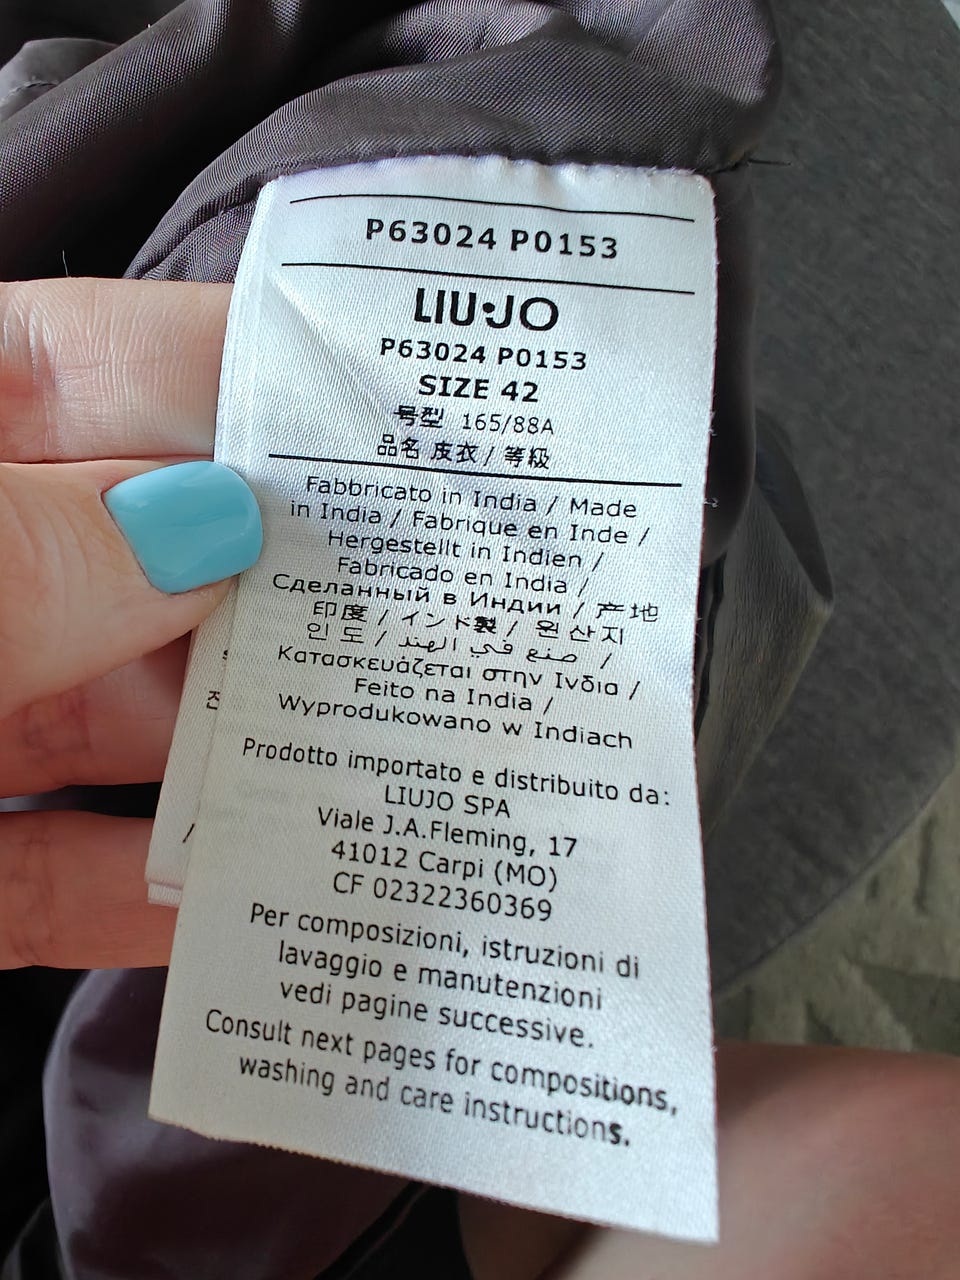 P63024 P0153
LIU·JO
P63024 P0153
SIZE 42
号型 165/88A
品名 皮衣 / 等級
Fabbricato in India / Made
in India / Fabrique en Inde /
Hergestellt in Indien /
Fabricado en India /
Сделанный в Индии / 产地
印度 / インド製 / 원산지
인도 / صنع في الهند /
Κατασκευάζεται στην Ινδια /
Feito na India /
Wyprodukowano w Indiach
Prodotto importato e distribuito da:
LIUJO SPA
Viale J.A.Fleming, 17
41012 Carpi (MO)
CF 02322360369
Per composizioni, istruzioni di
lavaggio e manutenzioni
vedi pagine successive.
Consult next pages for compositions,
washing and care instructions.